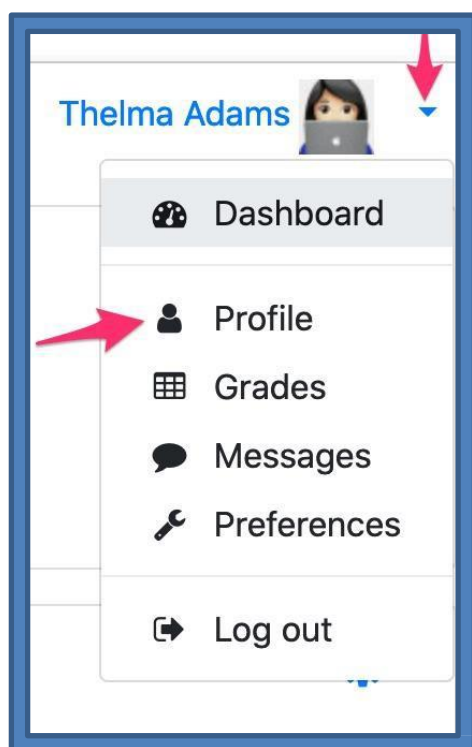 Thelma Adams
Dashboard
Profile
Grades
Messages
Preferences
Log out